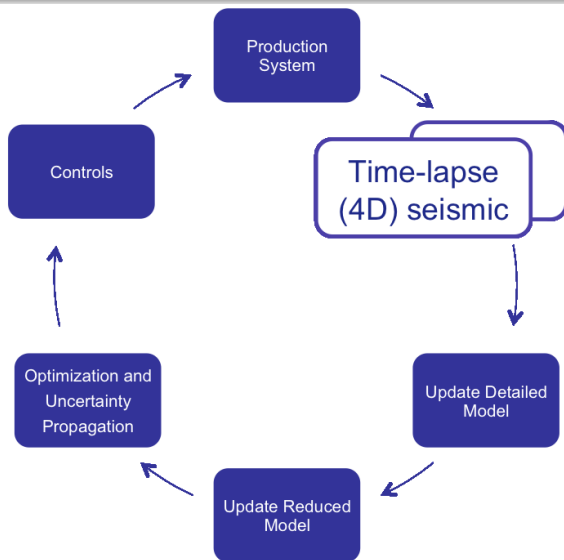 Production
System
Time-lapse
(4D) seismic
Controls
Update Detailed
Model
Optimization and
Uncertainty
Propagation
Update Reduced
Model